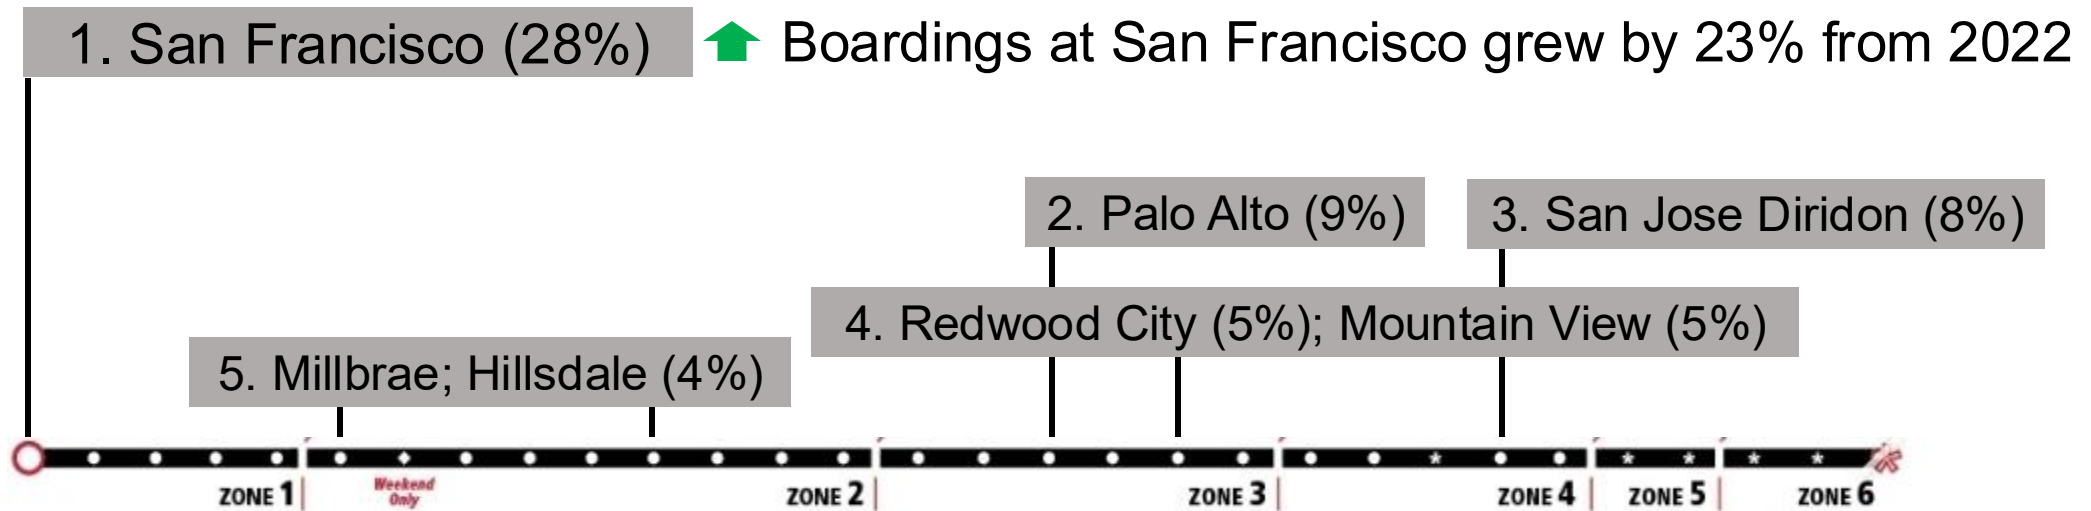 1. San Francisco (28%)
Boardings at San Francisco grew by 23% from 2022
2. Palo Alto (9%)
3. San Jose Diridon (8%)
4. Redwood City (5%); Mountain View (5%)
5. Millbrae; Hillsdale (4%)
ZONE 1
Weekend
Only
ZONE 2
ZONE 3
ZONE 4
ZONE 5
ZONE 6